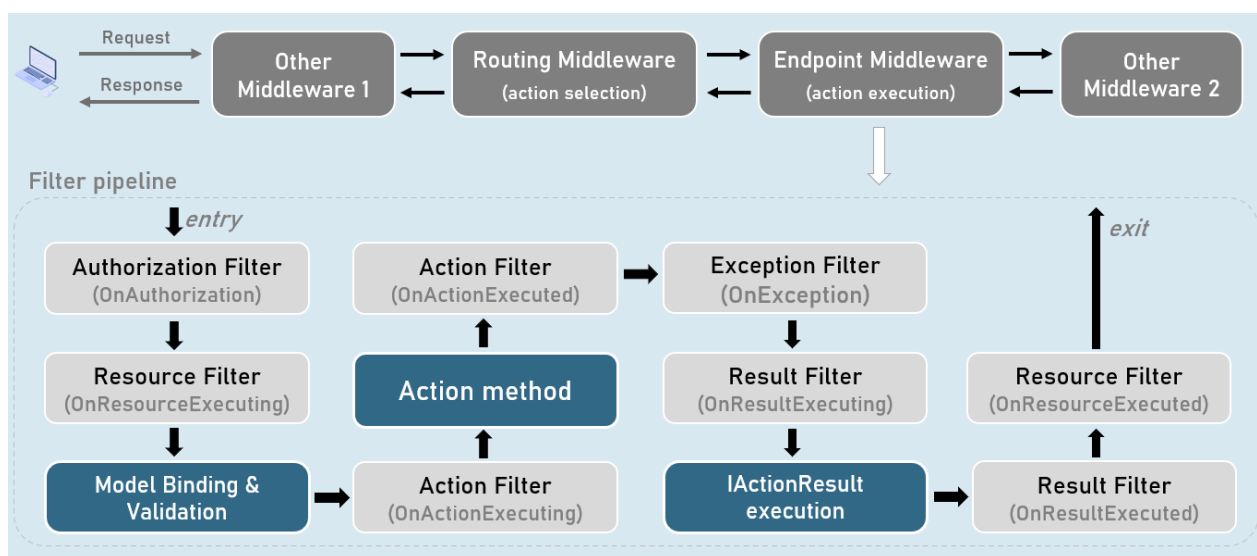 Request
Response
Other
Middleware 1
Routing Middleware
(action selection)
Endpoint Middleware
(action execution)
Other
Middleware 2
Filter pipeline
entry
Authorization Filter
(OnAuthorization)
Resource Filter
(OnResourceExecuting)
Model Binding &
Validation
Action Filter
(OnActionExecuting)
Action method
Action Filter
(OnActionExecuted)
Exception Filter
(OnException)
Result Filter
(OnResultExecuting)
IActionResult
execution
Result Filter
(OnResultExecuted)
Resource Filter
(OnResourceExecuted)
exit